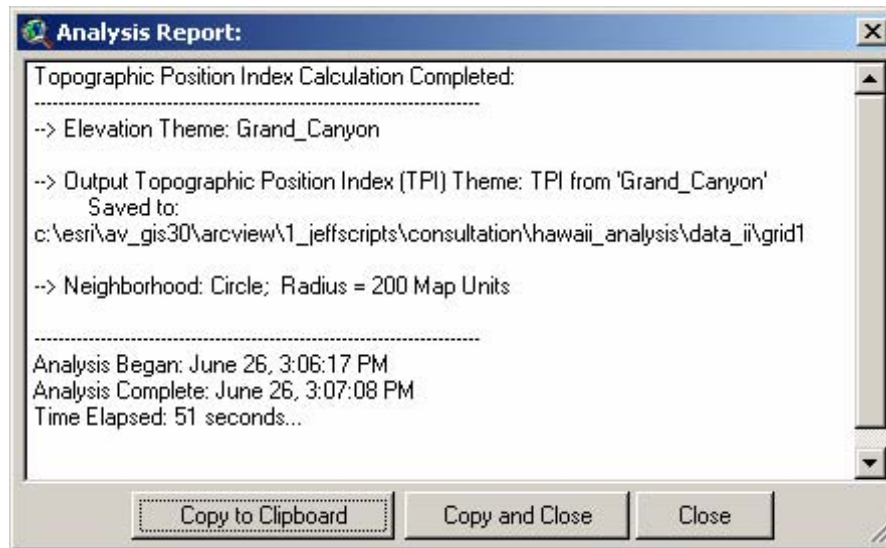 Analysis Report:
Topographic Position Index Calculation Completed:
---------------------------------------------------------------------------
--> Elevation Theme: Grand_Canyon
--> Output Topographic Position Index (TPI) Theme: TPI from 'Grand_Canyon'
Saved to:
c:\esri\av_gis30\arcview\1_jeffscripts\consultation\hawaii_analysis\data_ii\grid1
--> Neighborhood: Circle;  Radius = 200 Map Units
---------------------------------------------------------------------------
Analysis Began: June 26, 3:06:17 PM
Analysis Complete: June 26, 3:07:08 PM
Time Elapsed: 51 seconds...
Copy to Clipboard Copy and Close Close